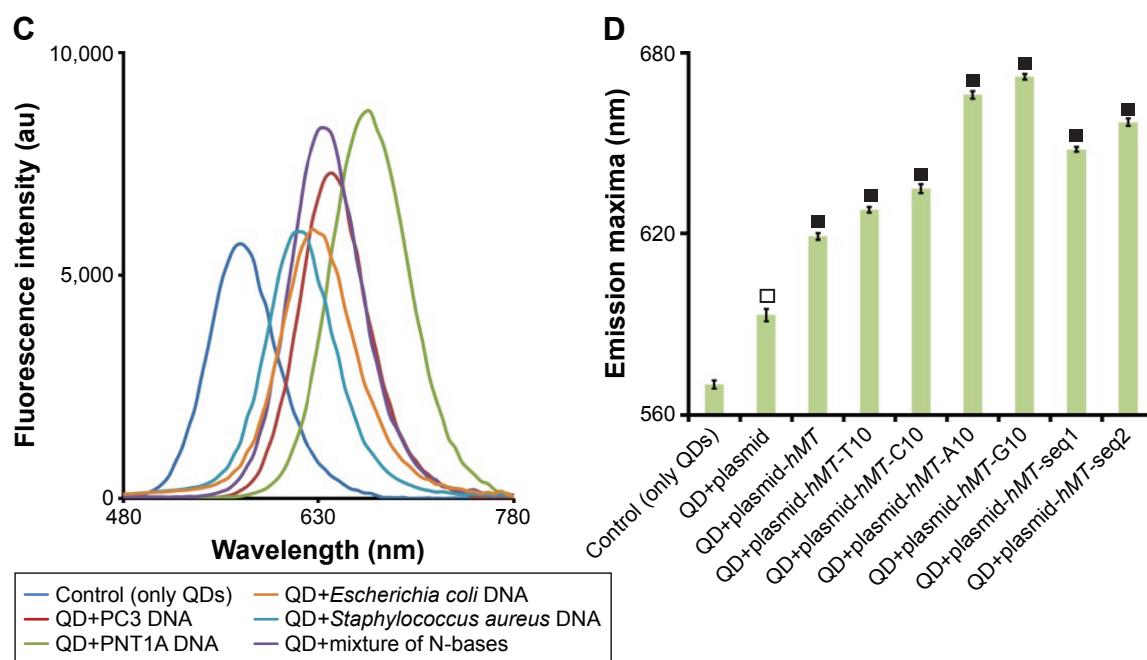 C
10,000
5,000
0
480
630
780
Fluorescence intensity (au)
Wavelength (nm)
Control (only QDs)
QD+PC3 DNA
QD+PNT1A DNA
QD+Escherichia coli DNA
QD+Staphylococcus aureus DNA
QD+mixture of N-bases
D
680
620
560
Emission maxima (nm)
Control (only QDs)
QD+plasmid
QD+plasmid-hMT
QD+plasmid-hMT-T10
QD+plasmid-hMT-C10
QD+plasmid-hMT-A10
QD+plasmid-hMT-G10
QD+plasmid-hMT-seq1
QD+plasmid-hMT-seq2